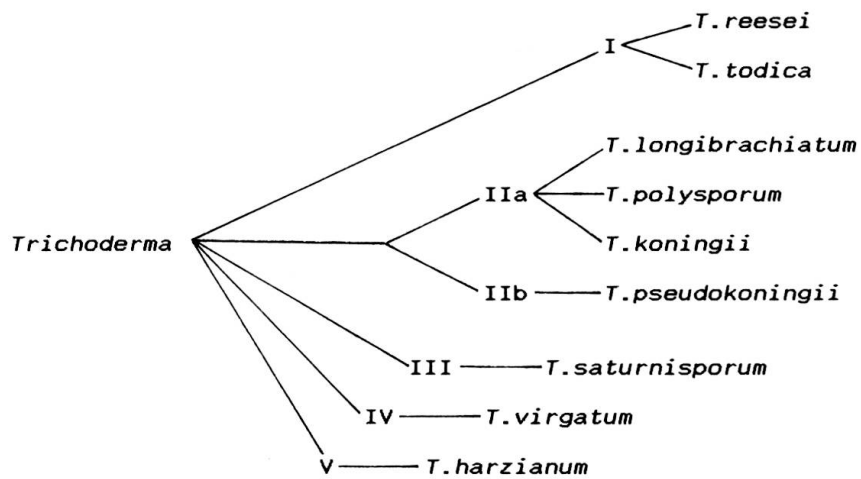 T.reesei
I
T.todica
T.longibrachiatum
IIa T.polysporum
Trichoderma T.koningii
IIb T.pseudokoningii
III T.saturnisporum
IV T.virgatum
V T.harzianum